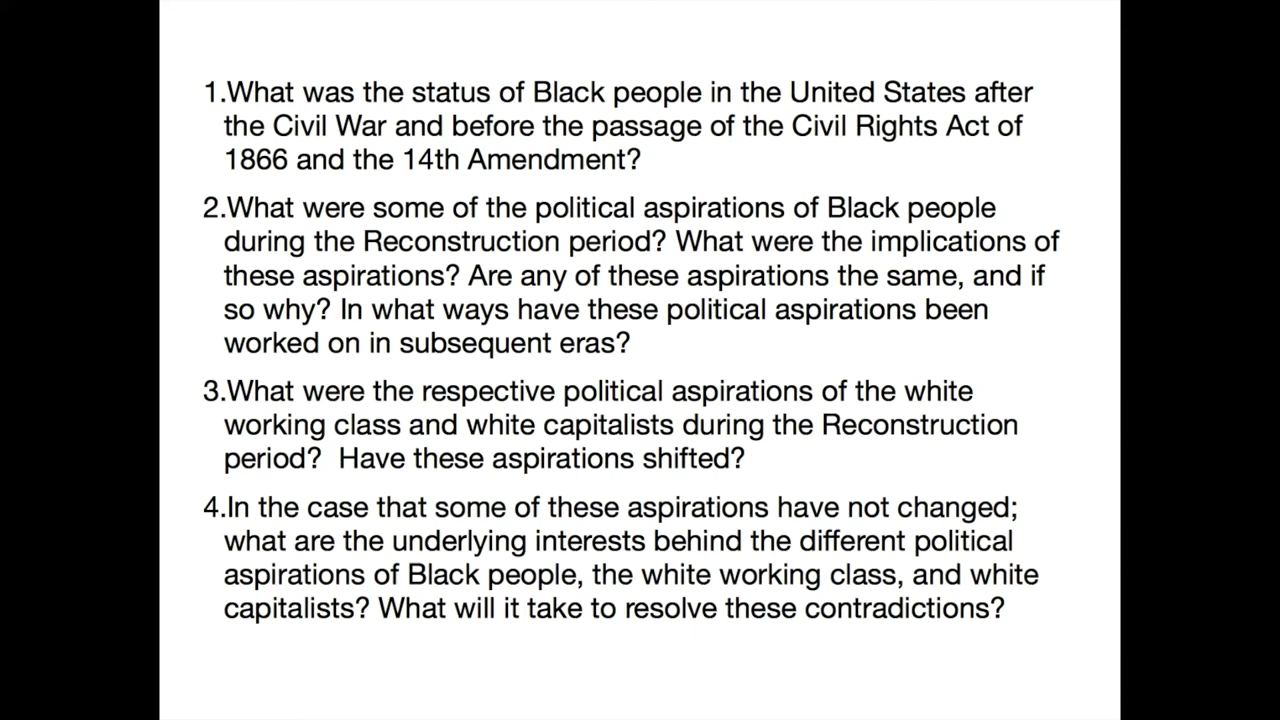 1.What was the status of Black people in the United States after
the Civil War and before the passage of the Civil Rights Act of
1866 and the 14th Amendment?
2.What were some of the political aspirations of Black people
during the Reconstruction period? What were the implications of
these aspirations? Are any of these aspirations the same, and if
so why? In what ways have these political aspirations been
worked on in subsequent eras?
3.What were the respective political aspirations of the white
working class and white capitalists during the Reconstruction
period?  Have these aspirations shifted?
4.In the case that some of these aspirations have not changed;
what are the underlying interests behind the different political
aspirations of Black people, the white working class, and white
capitalists? What will it take to resolve these contradictions?